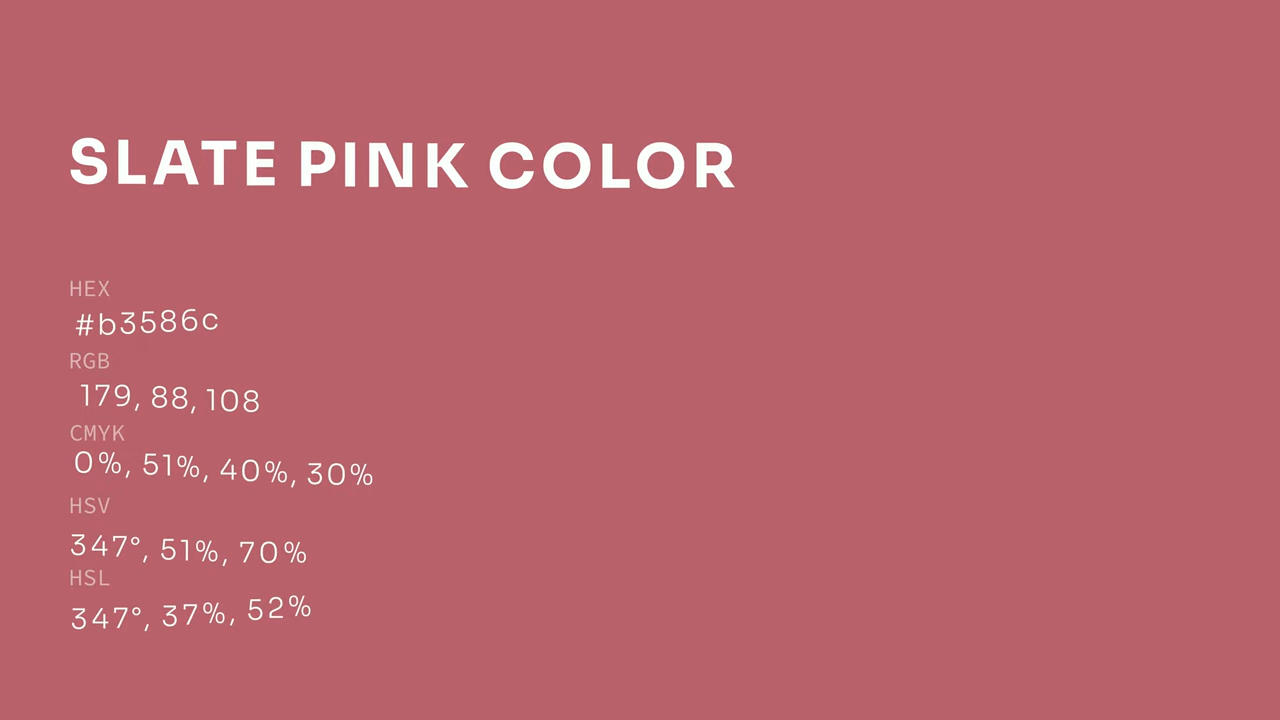 SLATE PINK COLOR
HEX
#b3586c
RGB
179, 88, 108
CMYK
0%, 51%, 40%, 30%
HSV
347°, 51%, 70%
HSL
347°, 37%, 52%